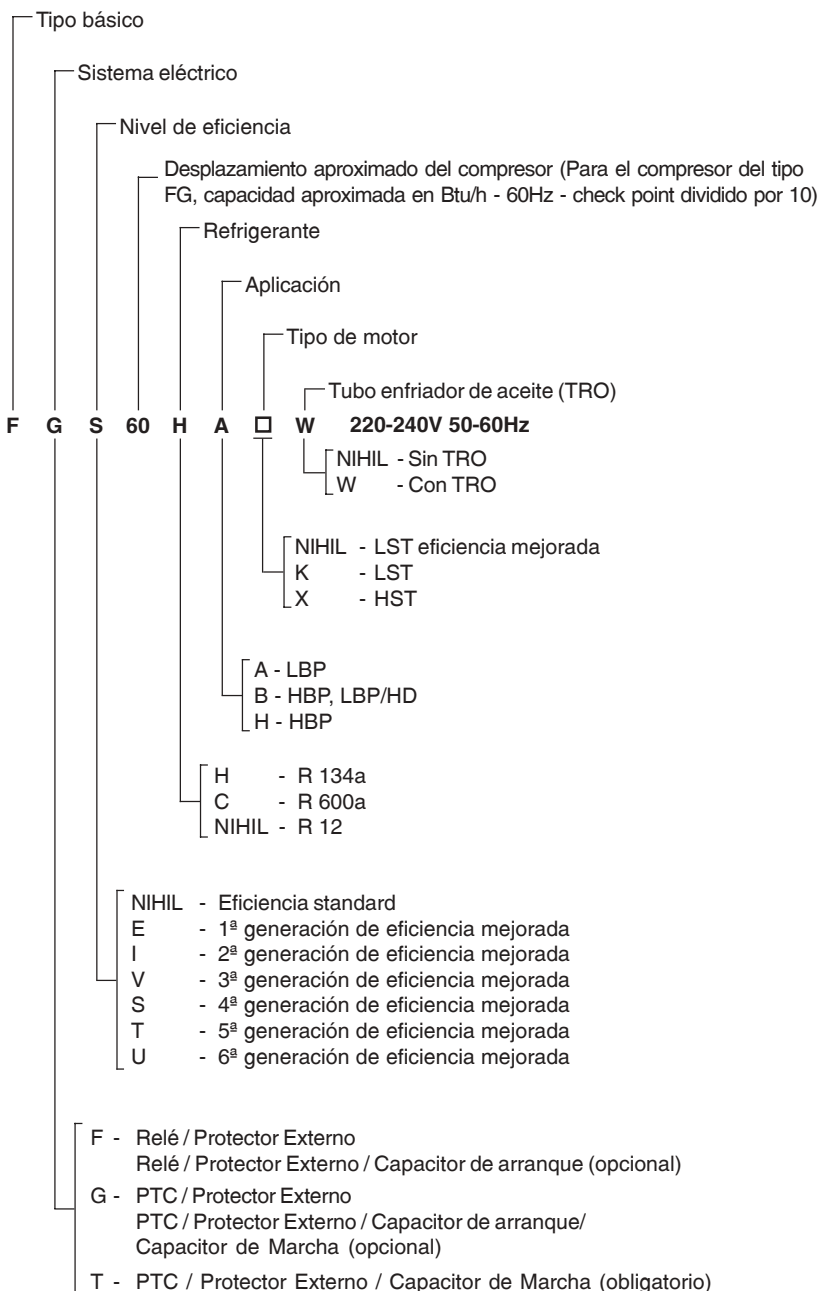 Tipo básico
Sistema eléctrico
Nivel de eficiencia
Desplazamiento aproximado del compresor (Para el compresor del tipo
FG, capacidad aproximada en Btu/h - 60Hz - check point dividido por 10)
Refrigerante
Aplicación
Tipo de motor
Tubo enfriador de aceite (TRO)
F G S 60 H A □ W 220-240V 50-60Hz
NIHIL - Sin TRO
W - Con TRO
NIHIL - LST eficiencia mejorada
K - LST
X - HST
A - LBP
B - HBP, LBP/HD
H - HBP
H - R 134a
C - R 600a
NIHIL - R 12
NIHIL - Eficiencia standard
E - 1ª generación de eficiencia mejorada
I - 2ª generación de eficiencia mejorada
V - 3ª generación de eficiencia mejorada
S - 4ª generación de eficiencia mejorada
T - 5ª generación de eficiencia mejorada
U - 6ª generación de eficiencia mejorada
F - Relé / Protector Externo
Relé / Protector Externo / Capacitor de arranque (opcional)
G - PTC / Protector Externo
PTC / Protector Externo / Capacitor de arranque/
Capacitor de Marcha (opcional)
T - PTC / Protector Externo / Capacitor de Marcha (obligatorio)